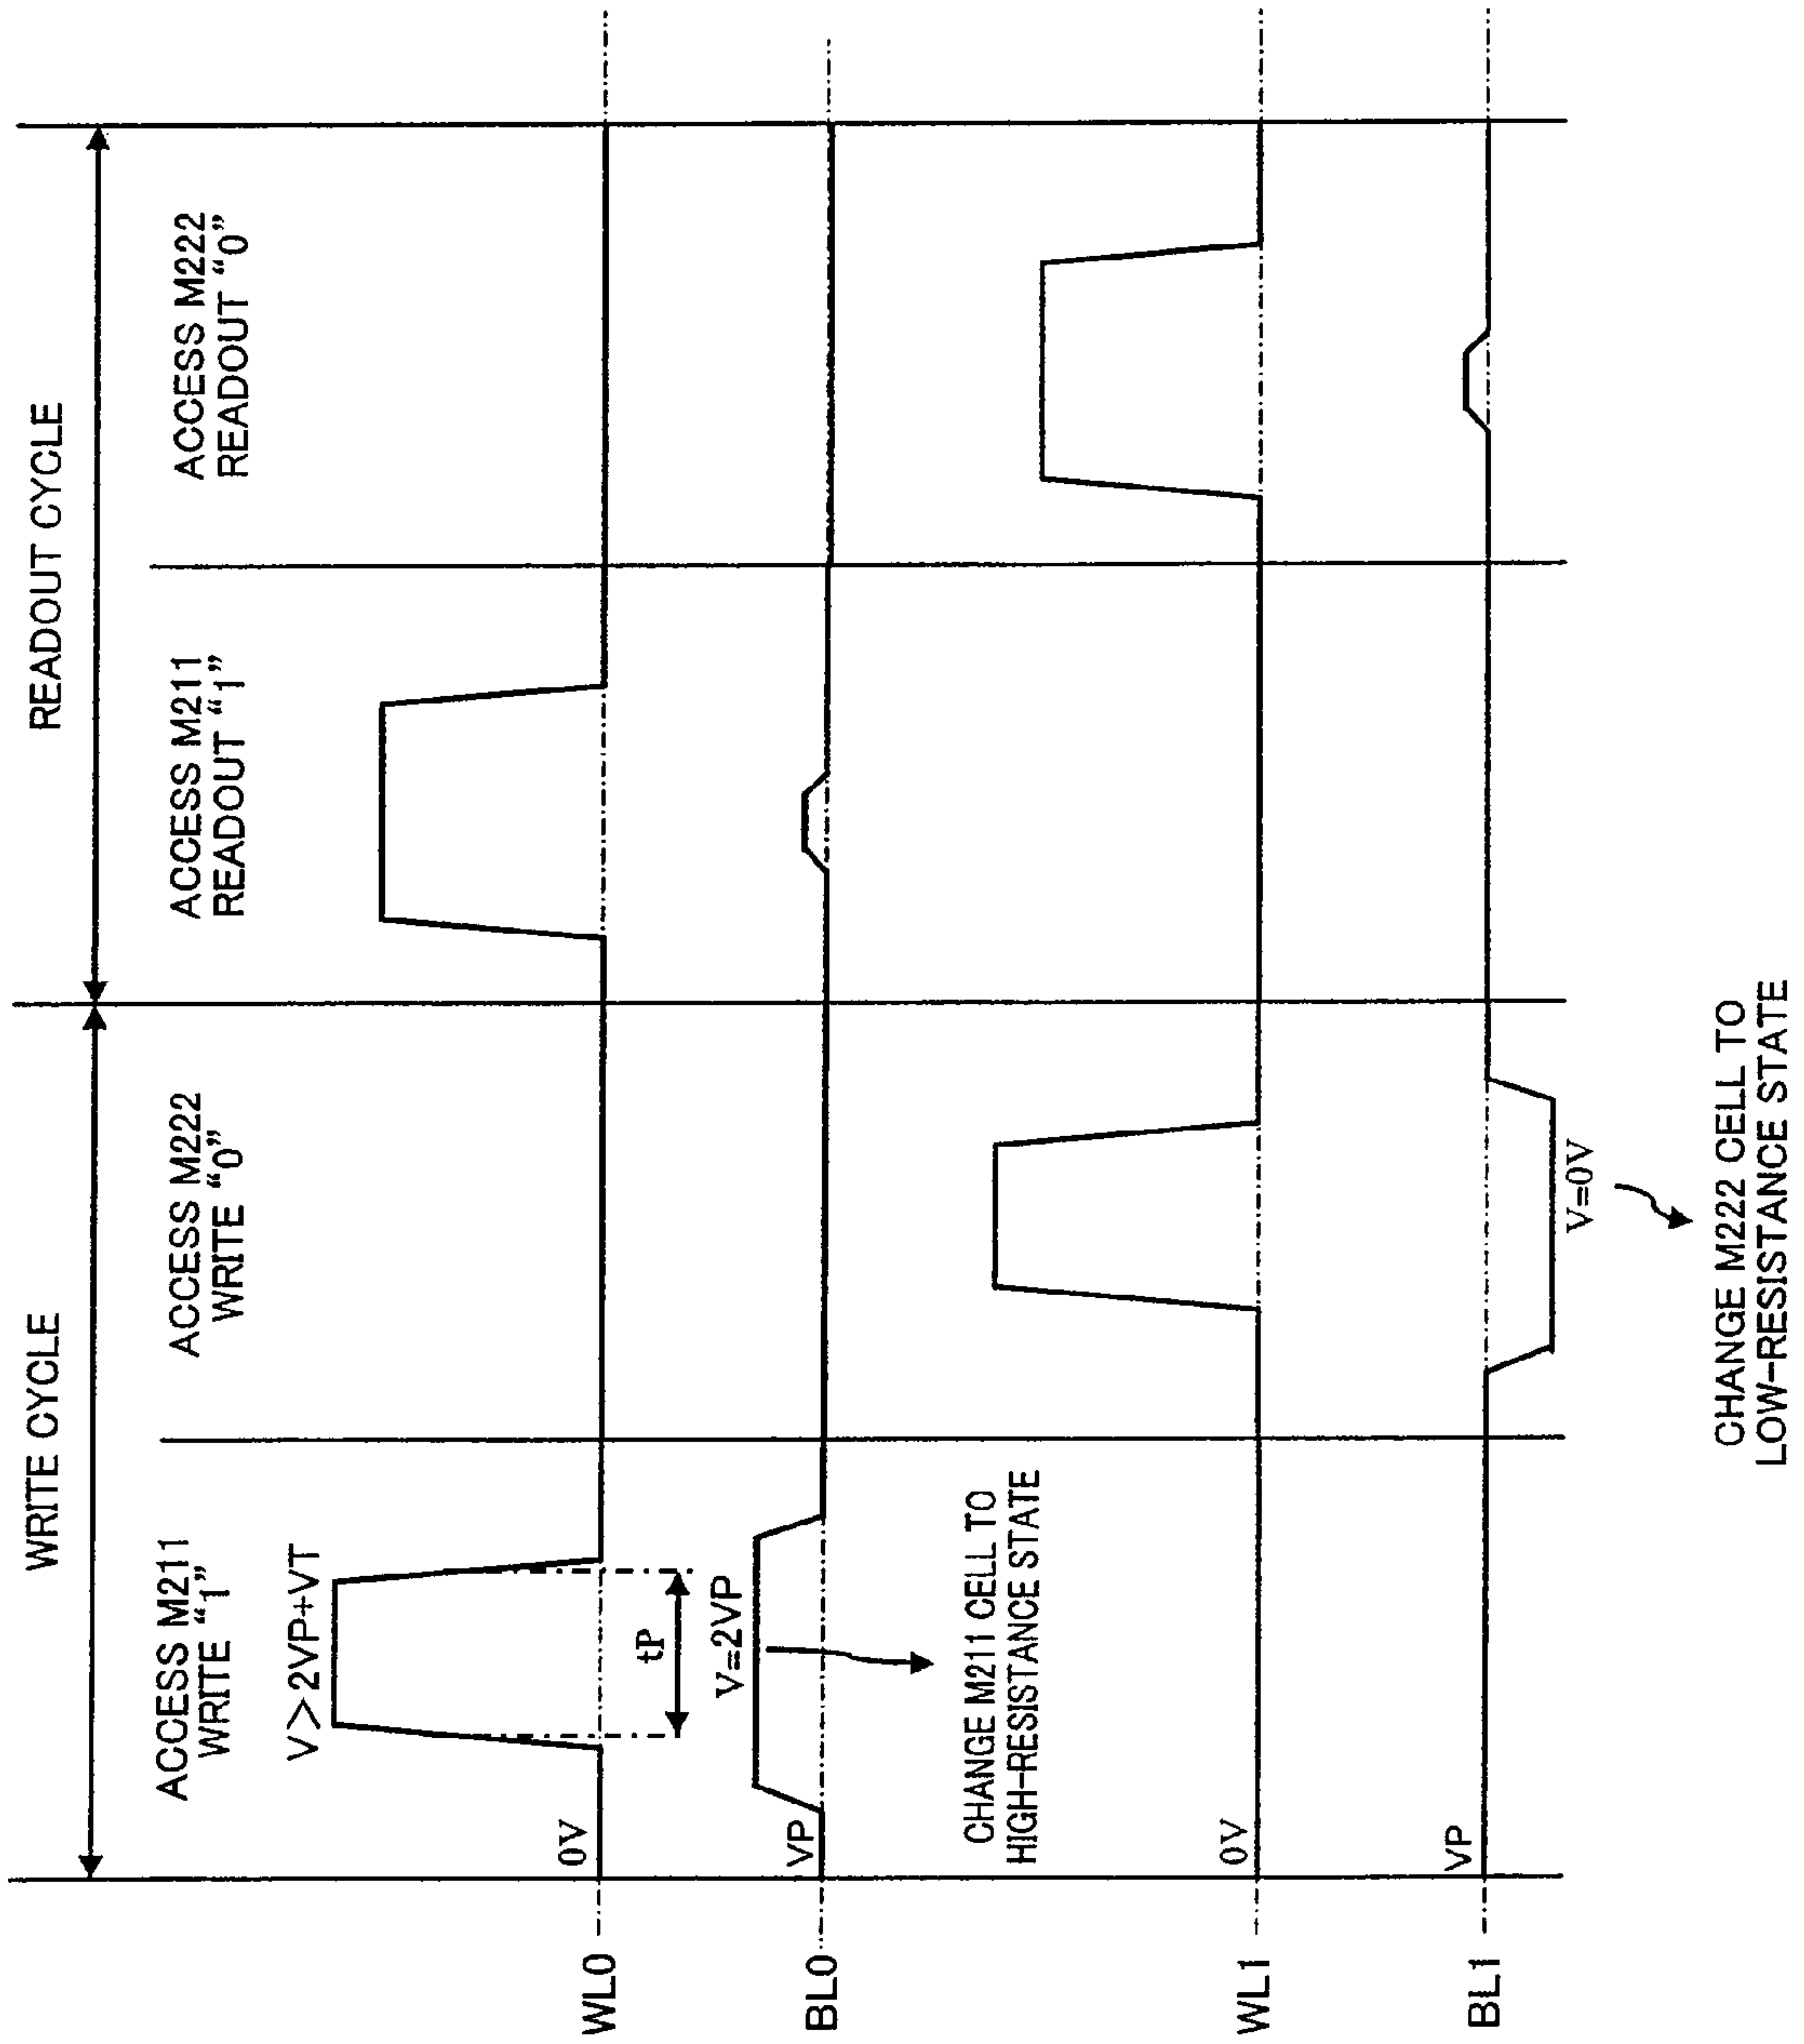 WRITE CYCLE
READOUT CYCLE
ACCESS M211
WRITE “1”
ACCESS M222
WRITE “0”
ACCESS M211
READOUT “1”
ACCESS M222
READOUT “0”
V>2VP+VT
WL0
0V
tP
V=2VP
BL0
VP
CHANGE M211 CELL TO
HIGH-RESISTANCE STATE
WL1
0V
BL1
VP
V=0V
CHANGE M222 CELL TO
LOW-RESISTANCE STATE